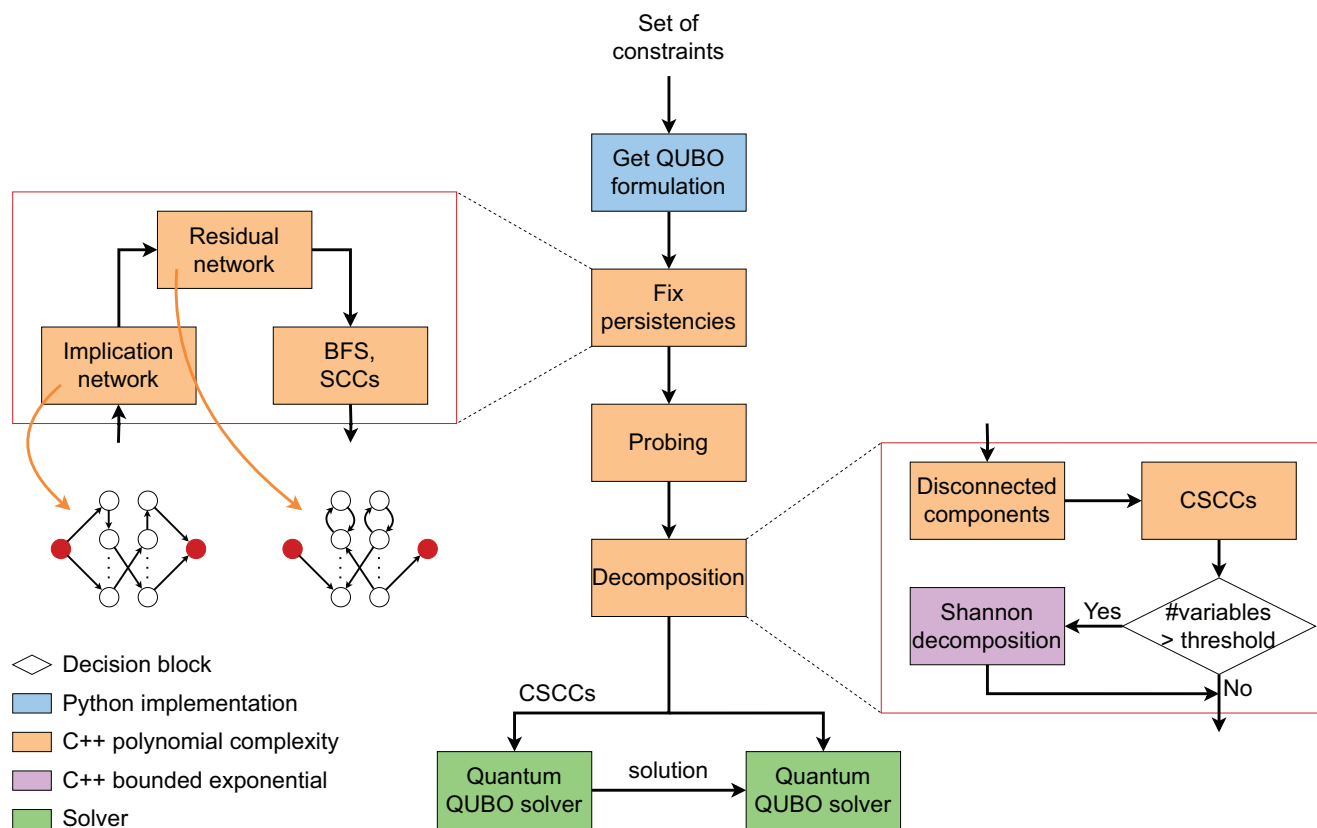 Set of
constraints
Get QUBO
formulation
Residual
network
Fix
persistencies
Implication
network
BFS,
SCCs
Probing
Disconnected
components
CSCCs
Decomposition
Shannon
decomposition
Yes
#variables
> threshold
No
Decision block
Python implementation
C++ polynomial complexity
C++ bounded exponential
Solver
CSCCs
Quantum
QUBO solver
solution
Quantum
QUBO solver